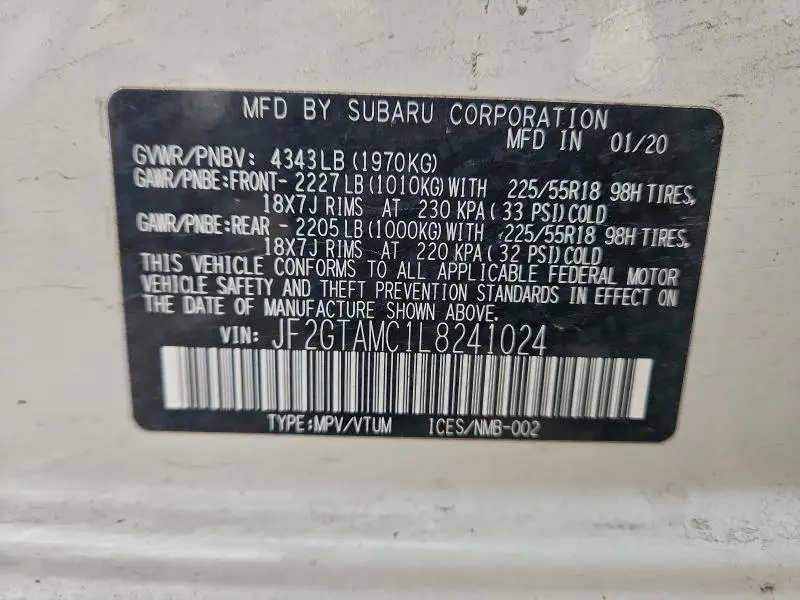 MFD BY SUBARU CORPORATION
MFD IN 01/20
GVWR/PNBV: 4343LB (1970KG)
GAWR/PNBE:FRONT- 2227LB (1010KG) WITH 225/55R18 98H TIRES,
18X7J RIMS AT 230 KPA( 33 PSI)COLD
GAWR/PNBE:REAR - 2205LB (1000KG) WITH 225/55R18 98H TIRES,
18X7J RIMS AT 220 KPA( 32 PSI)COLD
THIS VEHICLE CONFORMS TO ALL APPLICABLE FEDERAL MOTOR
VEHICLE SAFETY AND THEFT PREVENTION STANDARDS IN EFFECT ON
THE DATE OF MANUFACTURE SHOWN ABOVE.
VIN: JF2GTAMC1L8241024
TYPE:MPV/VTUM ICES/NMB-002